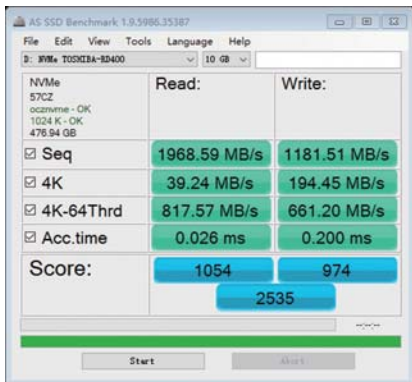 AS SSD Benchmark 1.9.5986.35387
File Edit View Tools Language Help
D: NVMe TOSHIBA-RD400 10 GB
NVMe
57CZ
ocznvme - OK
1024 K - OK
476.94 GB
Read: Write:
Seq 1968.59 MB/s 1181.51 MB/s
4K 39.24 MB/s 194.45 MB/s
4K-64Thrd 817.57 MB/s 661.20 MB/s
Acc.time 0.026 ms 0.200 ms
Score: 1054 974
2535
--:--:--
Start Abort